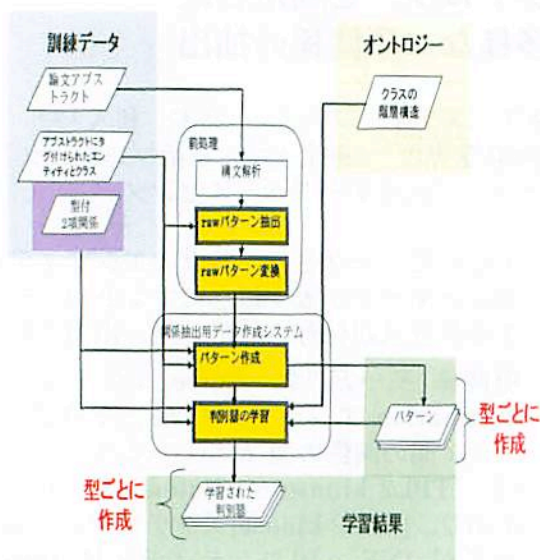 訓練データ
オントロジー
論文アブス
トラクト
クラスの
階層構造
アブストラクトにタ
グ付けられたエン
ティティとクラス
前処理
構文解析
型付
2項関係
rawパターン抽出
rawパターン変換
関係抽出用データ作成システム
パターン作成
判別器の学習
パターン
型ごとに
作成
型ごとに
作成
学習された
判別器
学習結果